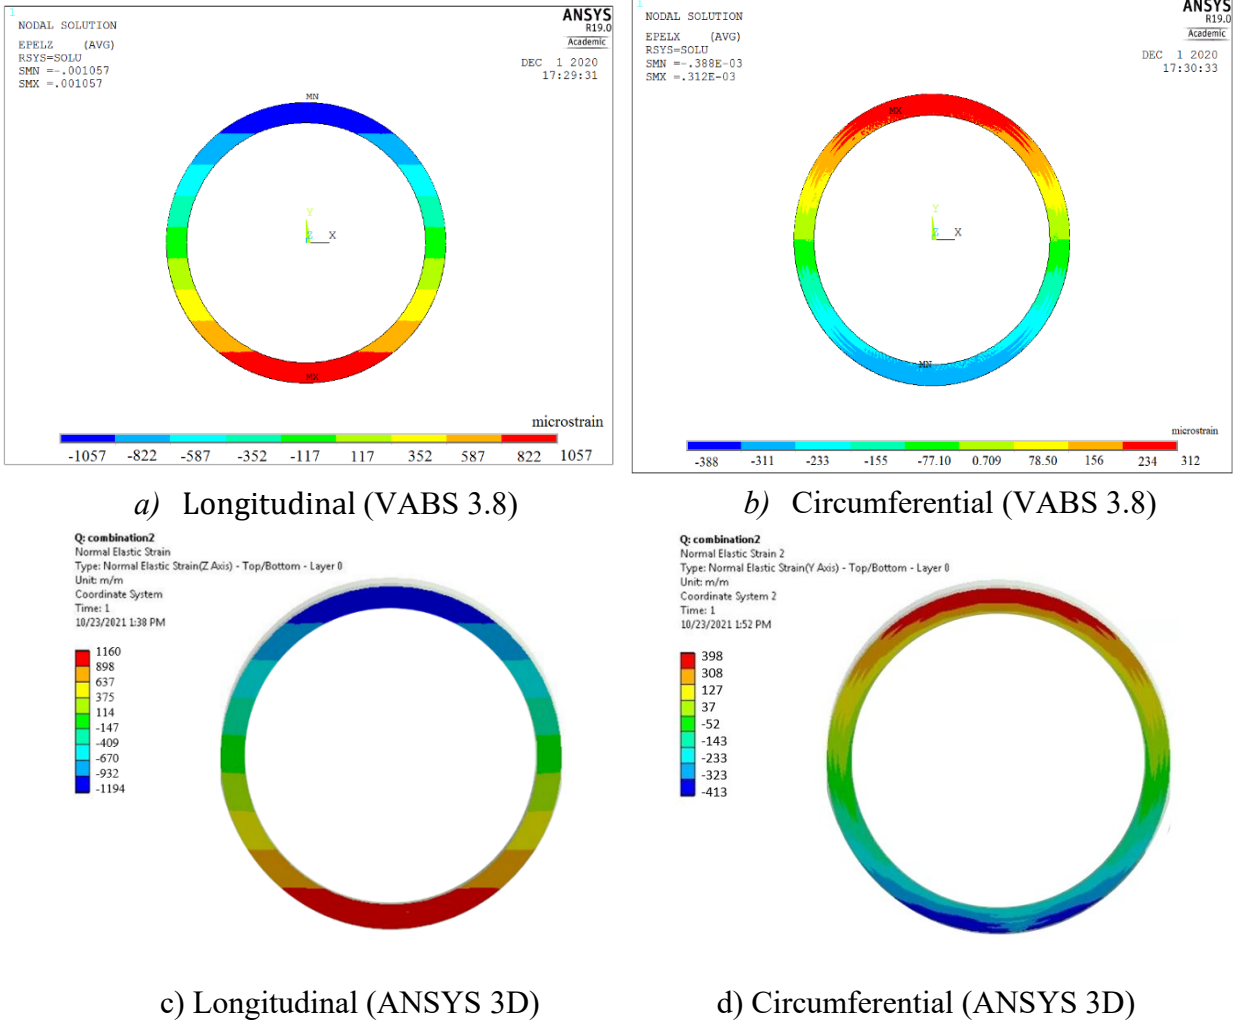 1
NODAL SOLUTION
EPELZ (AVG)
RSYS=SOLU
SMN =-.001057
SMX =.001057
ANSYS
R19.0
Academic
DEC 1 2020
17:29:31
MN
Y
Z X
MX
microstrain
-1057 -822 -587 -352 -117 117 352 587 822 1057
a) Longitudinal (VABS 3.8)
1
NODAL SOLUTION
EPELX (AVG)
RSYS=SOLU
SMN =-.388E-03
SMX =.312E-03
ANSYS
R19.0
Academic
DEC 1 2020
17:30:33
MX
Y
Z X
MN
microstrain
-388 -311 -233 -155 -77.10 0.709 78.50 156 234 312
b) Circumferential (VABS 3.8)
Q: combination2
Normal Elastic Strain
Type: Normal Elastic Strain(Z Axis) - Top/Bottom - Layer 0
Unit: m/m
Coordinate System
Time: 1
10/23/2021 1:38 PM
1160
898
637
375
114
-147
-409
-670
-932
-1194
c) Longitudinal (ANSYS 3D)
Q: combination2
Normal Elastic Strain 2
Type: Normal Elastic Strain(Y Axis) - Top/Bottom - Layer 0
Unit: m/m
Coordinate System 2
Time: 1
10/23/2021 1:52 PM
398
308
127
37
-52
-143
-233
-323
-413
d) Circumferential (ANSYS 3D)